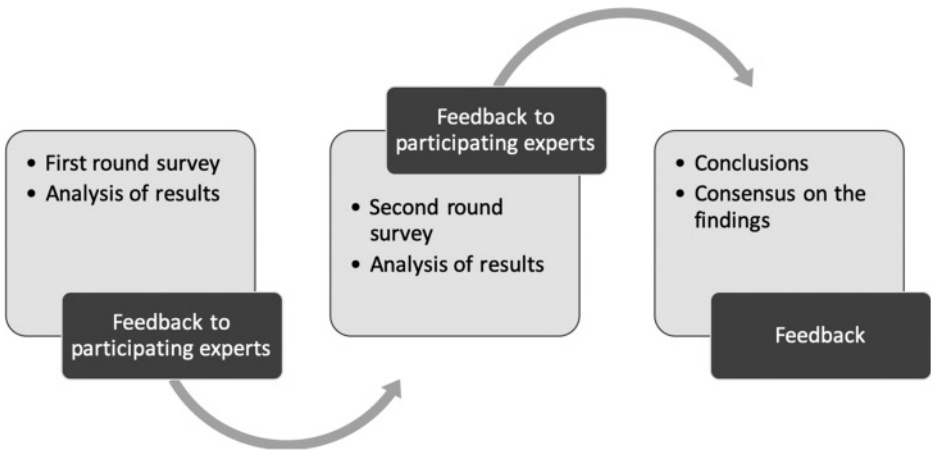 • First round survey
• Analysis of results
Feedback to
participating experts
Feedback to
participating experts
• Second round
survey
• Analysis of results
• Conclusions
• Consensus on the
findings
Feedback